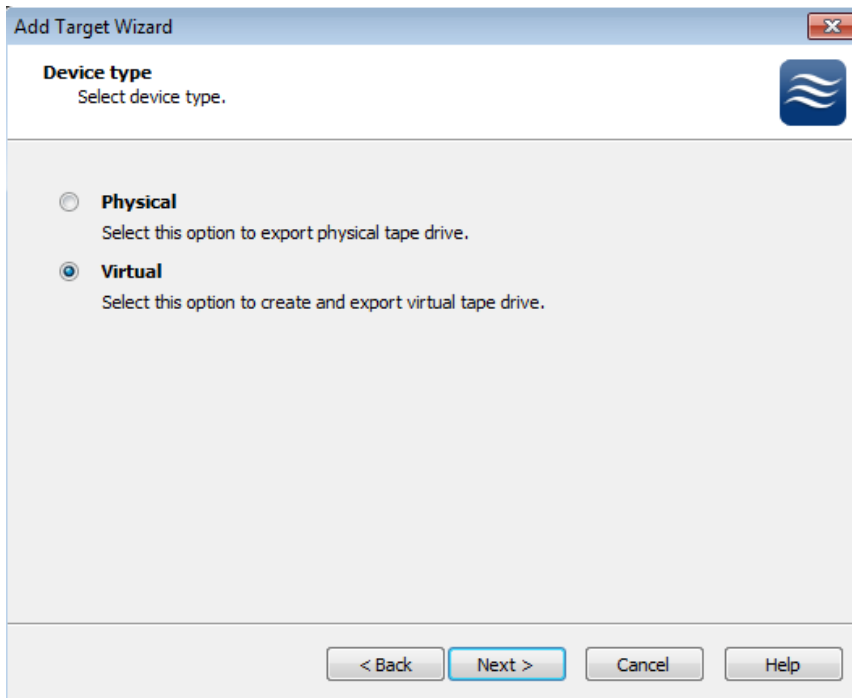 Add Target Wizard
Device type
Select device type.
Physical
Select this option to export physical tape drive.
Virtual
Select this option to create and export virtual tape drive.
< Back Next > Cancel Help